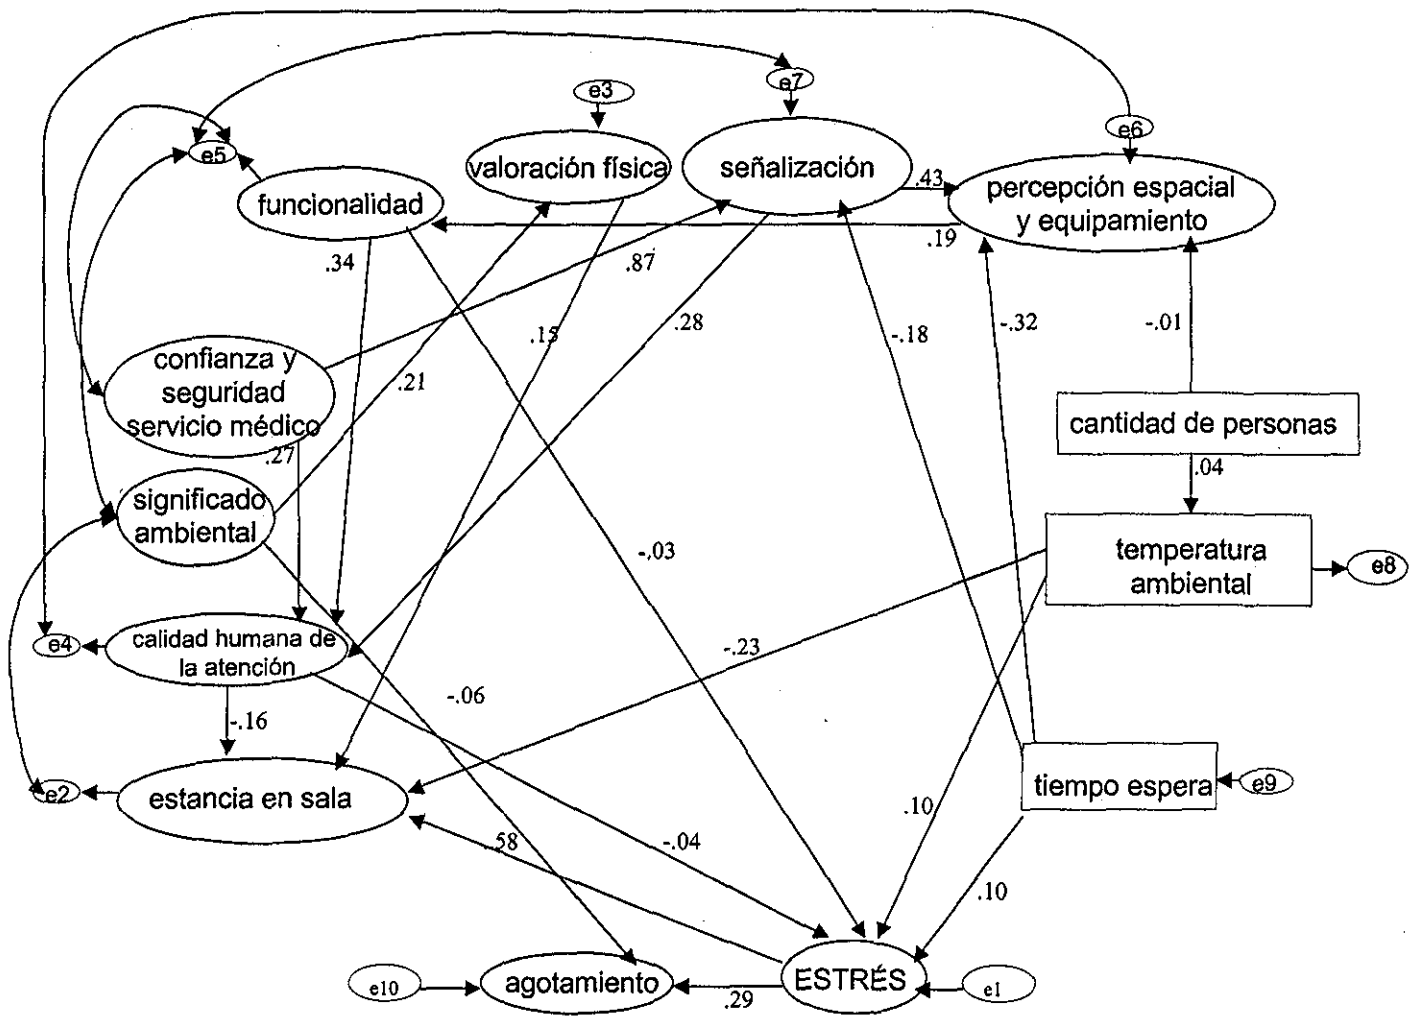 e7
e3
e6
e5
valoración física
señalización
.43
percepción espacial
y equipamiento
funcionalidad
.19
.34
.87
.15
.28
-.18
-.32
-.01
confianza y
seguridad
servicio médico
.21
cantidad de personas
.27
.04
significado
ambiental
-.03
temperatura
ambiental
e8
calidad humana de
la atención
e4
-.23
-.06
-.16
tiempo espera
e9
e2
estancia en sala
.10
58
-.04
.10
e10
agotamiento
.29
ESTRÉS
e1